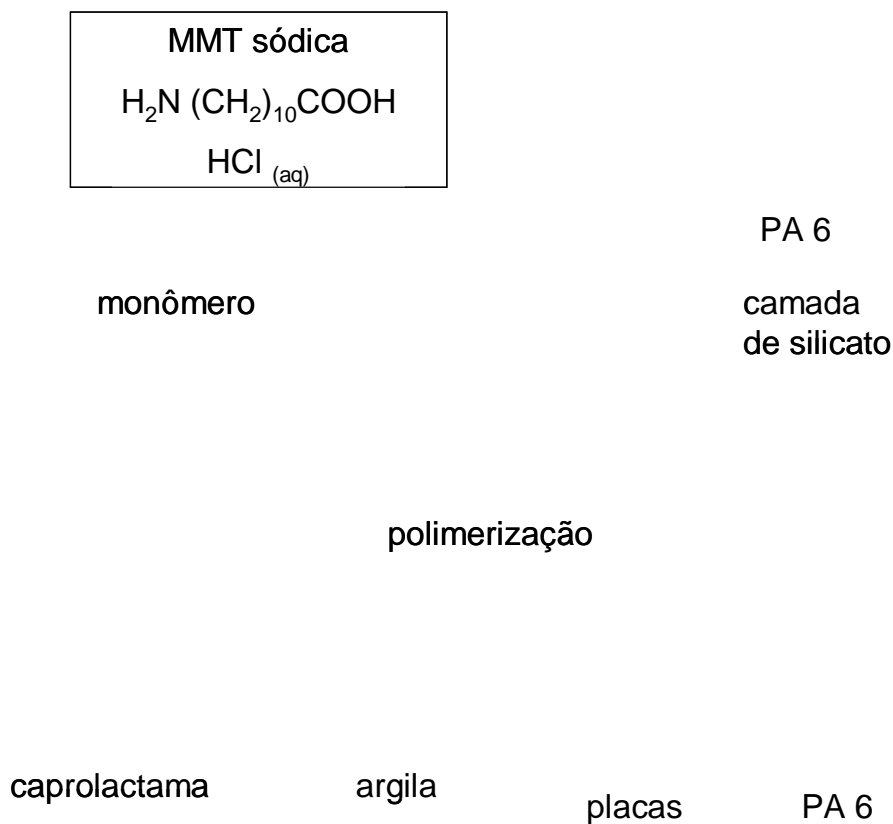 MMT sódica
H₂N (CH₂)₁₀COOH
HCl (aq)
PA 6
monômero
camada
de silicato
polimerização
caprolactama
argila
placas
PA 6